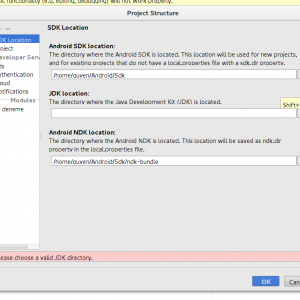 functionality (e.g. editing, debugging) will not work properly.
Project Structure
SDK Location
SDK Location
Android SDK location:
The directory where the Android SDK is located. This location will be used for new projects,
and for existing projects that do not have a local.properties file with a sdk.dir property.
/home/guven/Android/Sdk
JDK location:
The directory where the Java Development Kit (JDK) is located.
Shift+
Android NDK location:
The directory where the Android NDK is located. This location will be saved as ndk.dir
property in the local.properties file.
/home/guven/Android/Sdk/ndk-bundle
oject
eveloper Serv
ds
thentication
oud
otifications
Modules
deneme
ease choose a valid JDK directory.
OK
Canc